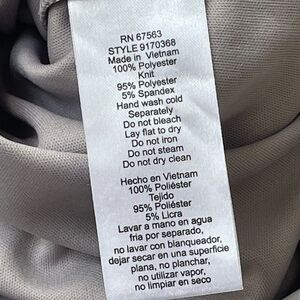 RN 67563
STYLE 9170368
Made in Vietnam
100% Polyester
Knit
95% Polyester
5% Spandex
Hand wash cold
Separately
Do not bleach
Lay flat to dry
Do not iron
Do not steam
Do not dry clean
Hecho en Vietnam
100% Poliéster
Tejido
95% Poliéster
5% Licra
Lavar a mano en agua
fria por separado,
no lavar con blanqueador,
dejar secar en una superficie
plana, no planchar,
no utilizar vapor,
no limpiar en seco